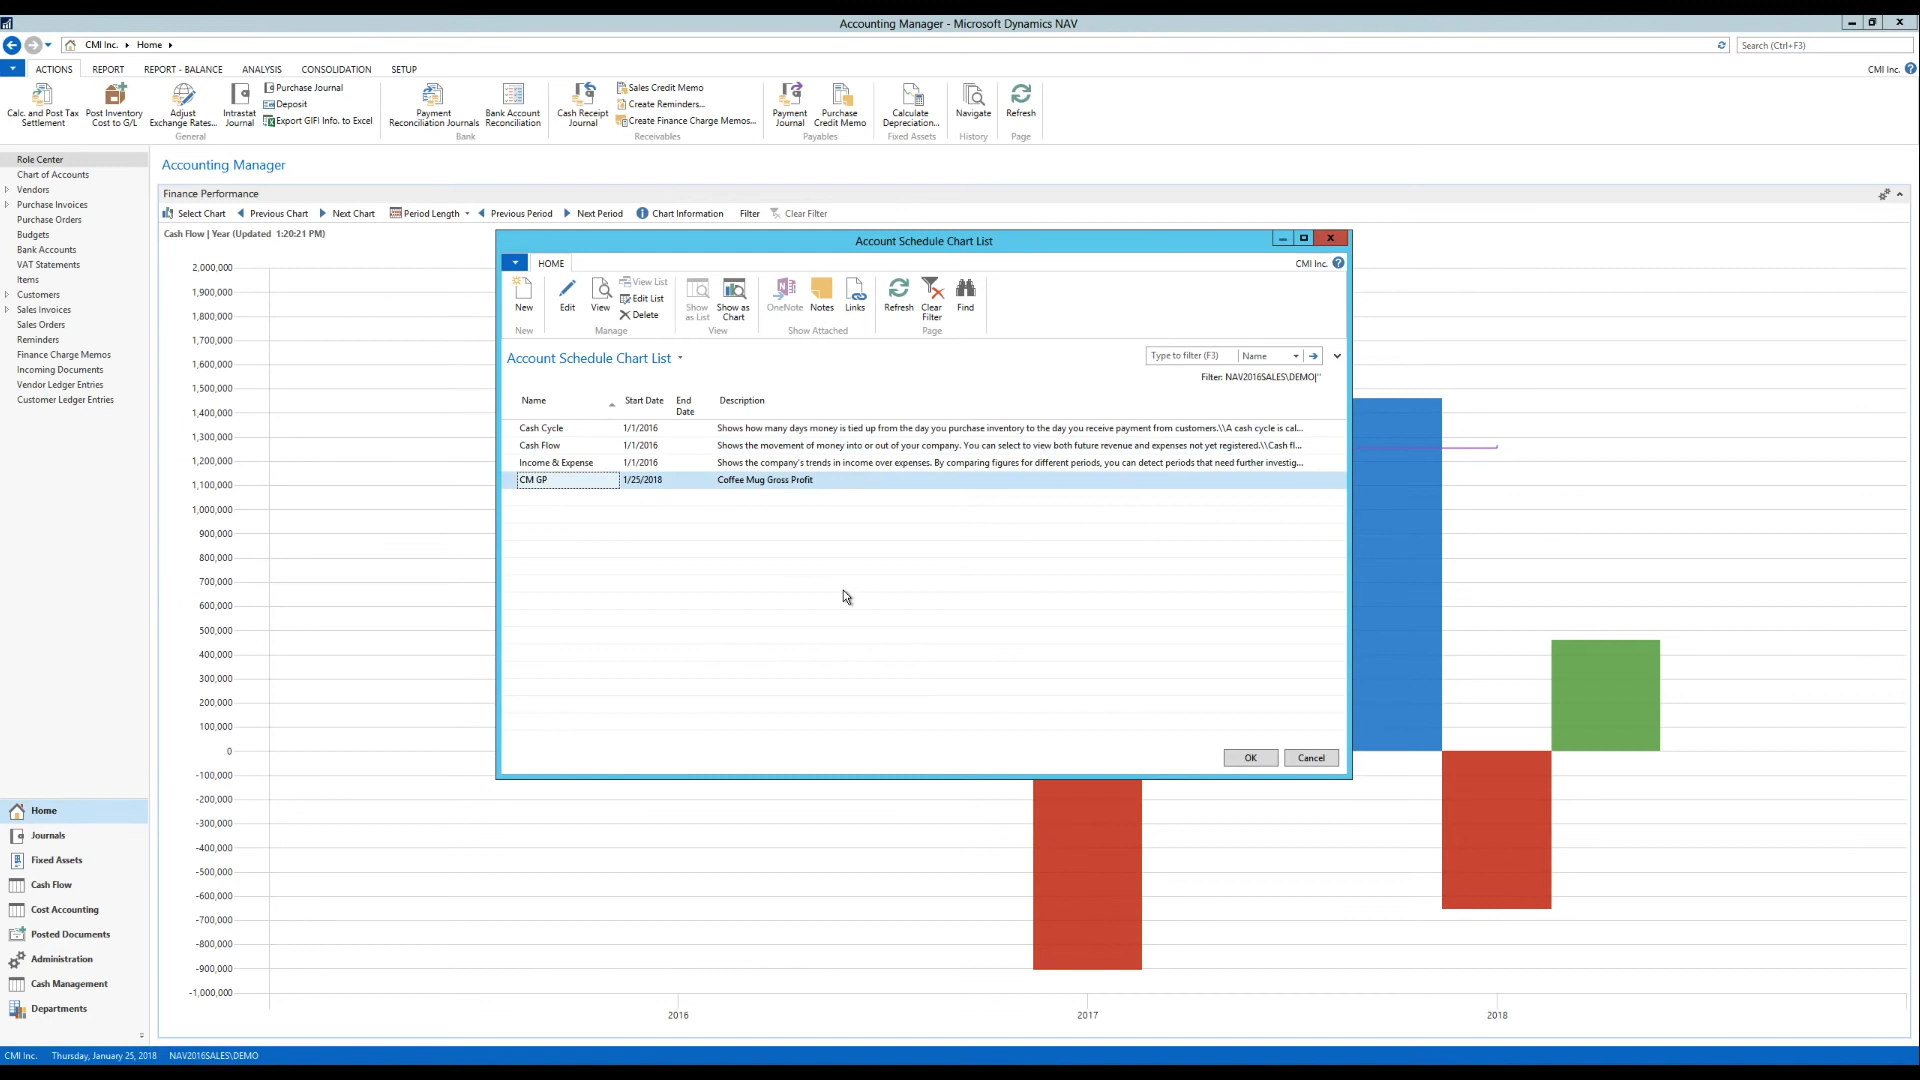 Accounting Manager - Microsoft Dynamics NAV
CMI Inc. Home
Search (Ctrl+F3)
ACTIONS REPORT REPORT - BALANCE ANALYSIS CONSOLIDATION SETUP
CMI Inc.
Calc. and Post Tax Settlement
Post Inventory Cost to G/L
Adjust Exchange Rates...
Intrastat Journal
Purchase Journal
Deposit
Export GIFI Info. to Excel
General
Payment Reconciliation Journals
Bank Account Reconciliation
Bank
Cash Receipt Journal
Sales Credit Memo
Create Reminders...
Create Finance Charge Memos...
Receivables
Payment Journal
Purchase Credit Memo
Payables
Calculate Depreciation...
Fixed Assets
Navigate
History
Refresh
Page
Role Center
Chart of Accounts
Vendors
Purchase Invoices
Purchase Orders
Budgets
Bank Accounts
VAT Statements
Items
Customers
Sales Invoices
Sales Orders
Reminders
Finance Charge Memos
Incoming Documents
Vendor Ledger Entries
Customer Ledger Entries
Home
Journals
Fixed Assets
Cash Flow
Cost Accounting
Posted Documents
Administration
Cash Management
Departments
Accounting Manager
Finance Performance
Select Chart Previous Chart Next Chart Period Length Previous Period Next Period Chart Information Filter Clear Filter
Cash Flow | Year (Updated 1:20:21 PM)
2,000,000
1,900,000
1,800,000
1,700,000
1,600,000
1,500,000
1,400,000
1,300,000
1,200,000
1,100,000
1,000,000
900,000
800,000
700,000
600,000
500,000
400,000
300,000
200,000
100,000
0
-100,000
-200,000
-300,000
-400,000
-500,000
-600,000
-700,000
-800,000
-900,000
-1,000,000
2016 2017 2018
Account Schedule Chart List
HOME
CMI Inc.
New
New
Edit
View
View List
Edit List
Delete
Manage
Show as List
Show as Chart
View
OneNote
Notes
Links
Show Attached
Refresh
Clear Filter
Find
Page
Account Schedule Chart List
Type to filter (F3) Name
Filter: NAV2016SALES\DEMO|''
Name Start Date End Date Description
Cash Cycle 1/1/2016 Shows how many days money is tied up from the day you purchase inventory to the day you receive payment from customers.\\A cash cycle is cal...
Cash Flow 1/1/2016 Shows the movement of money into or out of your company. You can select to view both future revenue and expenses not yet registered.\\Cash fl...
Income & Expense 1/1/2016 Shows the company's trends in income over expenses. By comparing figures for different periods, you can detect periods that need further investig...
CM GP 1/25/2018 Coffee Mug Gross Profit
OK Cancel
CMI Inc. Thursday, January 25, 2018 NAV2016SALES\DEMO